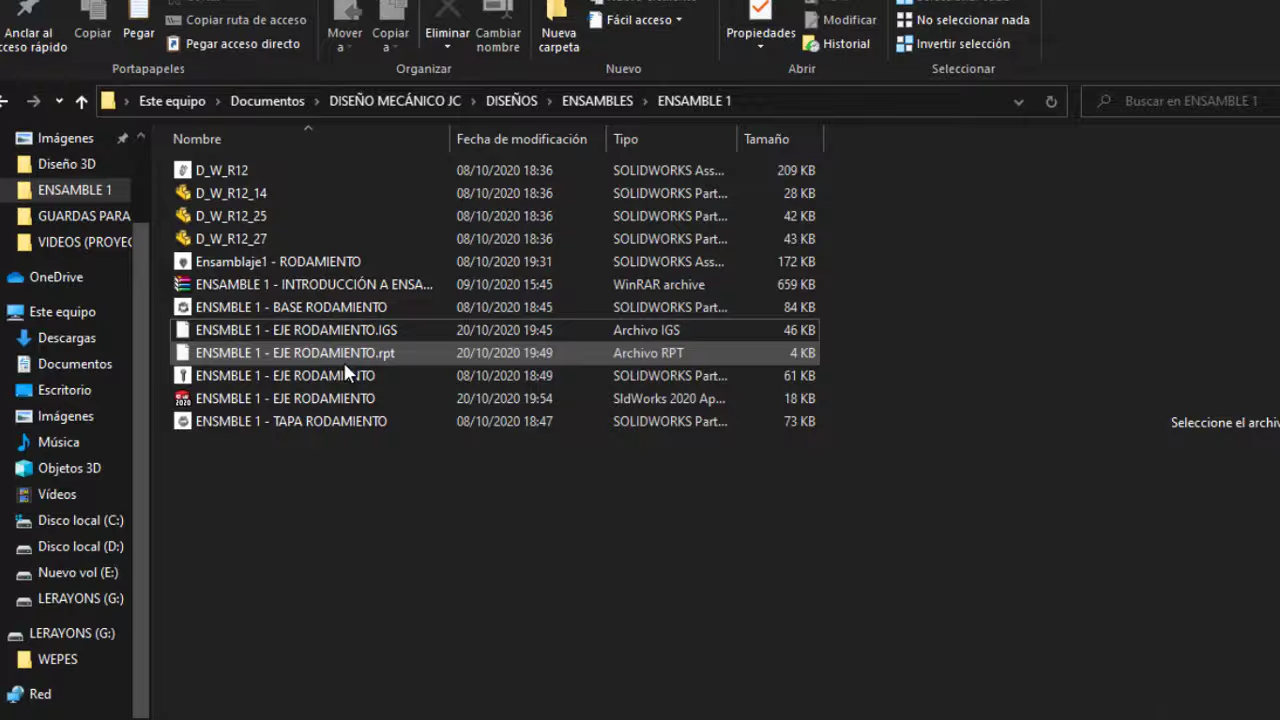 Anclar al
acceso rápido
Copiar
Pegar
Copiar ruta de acceso
Pegar acceso directo
Portapapeles
Mover
a
Copiar
a
Eliminar
Cambiar
nombre
Organizar
Nueva
carpeta
Fácil acceso
Nuevo
Propiedades
Modificar
Historial
Abrir
No seleccionar nada
Invertir selección
Seleccionar
Este equipo > Documentos > DISEÑO MECÁNICO JC > DISEÑOS > ENSAMBLES > ENSAMBLE 1
Buscar en ENSAMBLE 1
Nombre Fecha de modificación Tipo Tamaño
D_W_R12 08/10/2020 18:36 SOLIDWORKS Ass... 209 KB
D_W_R12_14 08/10/2020 18:36 SOLIDWORKS Part... 28 KB
D_W_R12_25 08/10/2020 18:36 SOLIDWORKS Part... 42 KB
D_W_R12_27 08/10/2020 18:36 SOLIDWORKS Part... 43 KB
Ensamblaje1 - RODAMIENTO 08/10/2020 19:31 SOLIDWORKS Ass... 172 KB
ENSAMBLE 1 - INTRODUCCIÓN A ENSA... 09/10/2020 15:45 WinRAR archive 659 KB
ENSMBLE 1 - BASE RODAMIENTO 08/10/2020 18:45 SOLIDWORKS Part... 84 KB
ENSMBLE 1 - EJE RODAMIENTO.IGS 20/10/2020 19:45 Archivo IGS 46 KB
ENSMBLE 1 - EJE RODAMIENTO.rpt 20/10/2020 19:49 Archivo RPT 4 KB
ENSMBLE 1 - EJE RODAMIENTO 08/10/2020 18:49 SOLIDWORKS Part... 61 KB
ENSMBLE 1 - EJE RODAMIENTO 20/10/2020 19:54 SldWorks 2020 Ap... 18 KB
ENSMBLE 1 - TAPA RODAMIENTO 08/10/2020 18:47 SOLIDWORKS Part... 73 KB
Seleccione el archiv
Imágenes
Diseño 3D
ENSAMBLE 1
GUARDAS PARA
VIDEOS (PROYEC
OneDrive
Este equipo
Descargas
Documentos
Escritorio
Imágenes
Música
Objetos 3D
Vídeos
Disco local (C:)
Disco local (D:)
Nuevo vol (E:)
LERAYONS (G:)
LERAYONS (G:)
WEPES
Red